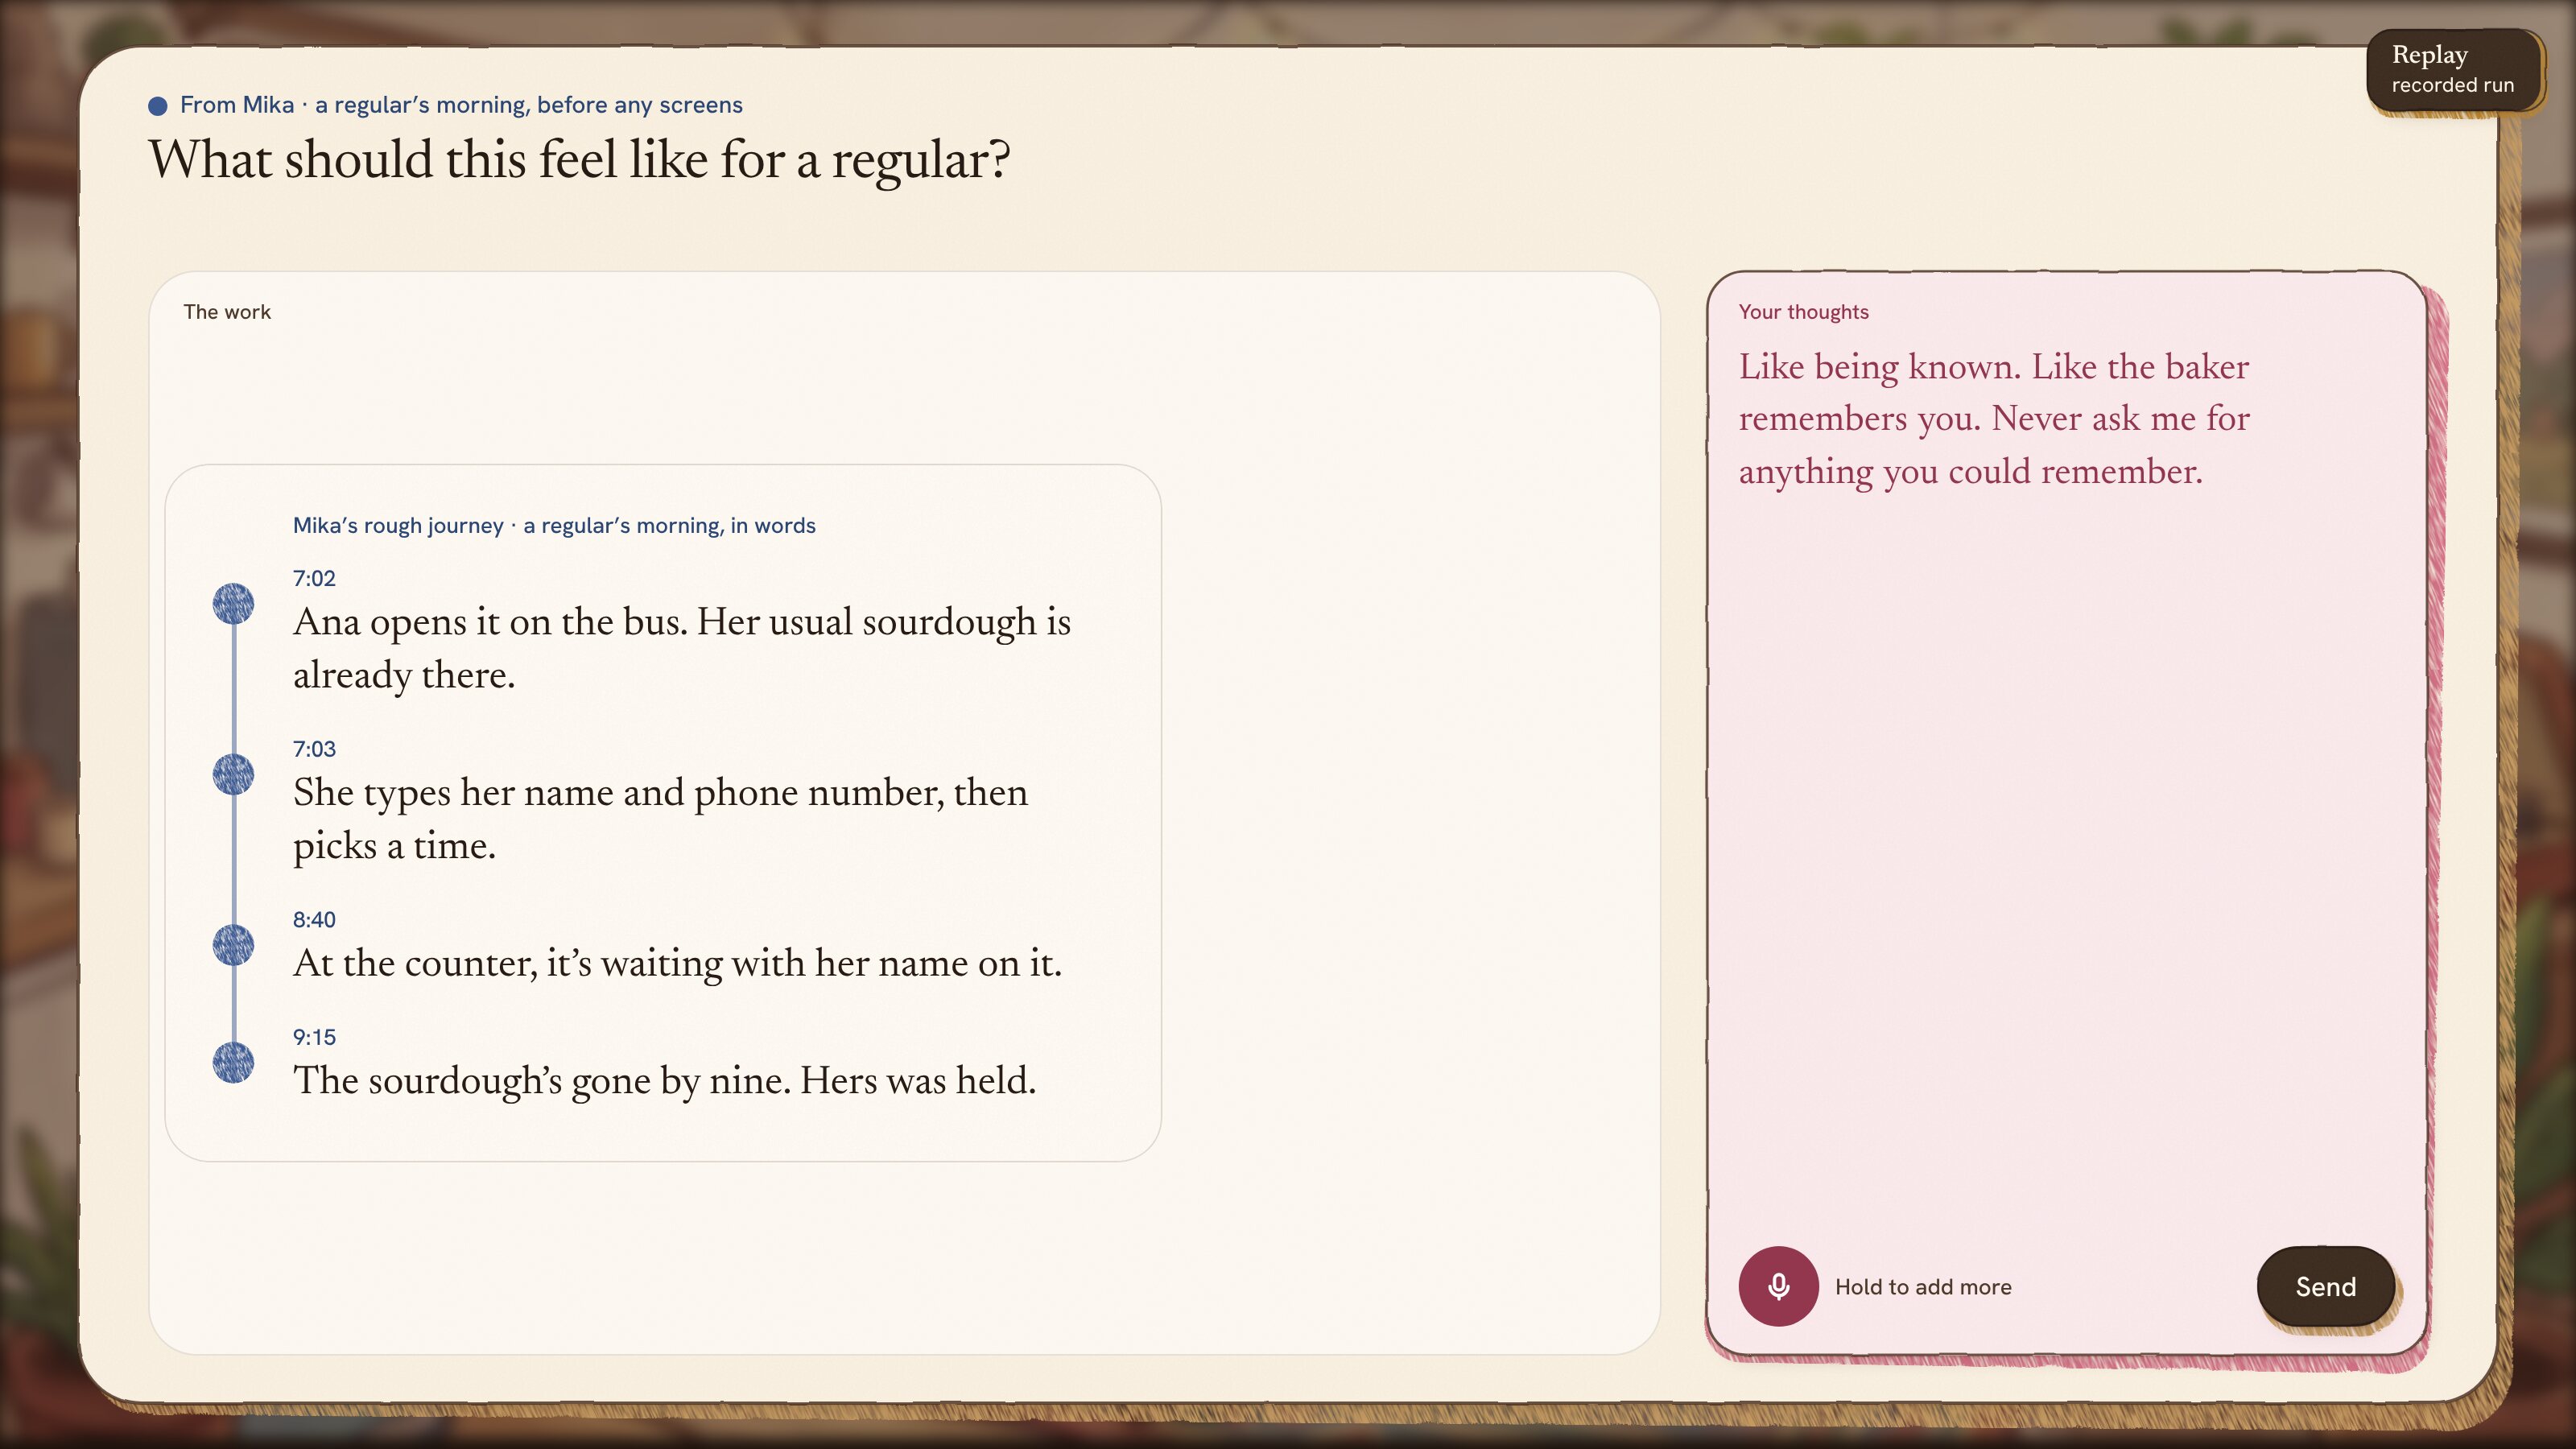 Replay
recorded run
From Mika · a regular’s morning, before any screens
What should this feel like for a regular?
The work
Mika’s rough journey · a regular’s morning, in words
7:02
Ana opens it on the bus. Her usual sourdough is
already there.
7:03
She types her name and phone number, then
picks a time.
8:40
At the counter, it’s waiting with her name on it.
9:15
The sourdough’s gone by nine. Hers was held.
Your thoughts
Like being known. Like the baker
remembers you. Never ask me for
anything you could remember.
Hold to add more
Send